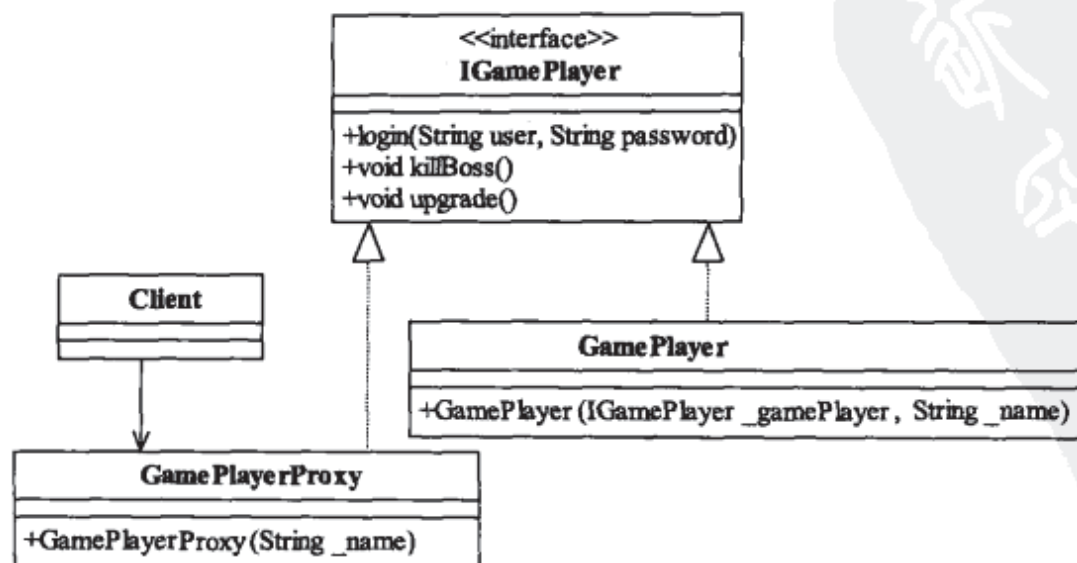 <<interface>>
IGamePlayer
+login(String user, String password)
+void killBoss()
+void upgrade()
Client
GamePlayer
+GamePlayer(IGamePlayer _gamePlayer, String _name)
GamePlayerProxy
+GamePlayerProxy(String _name)